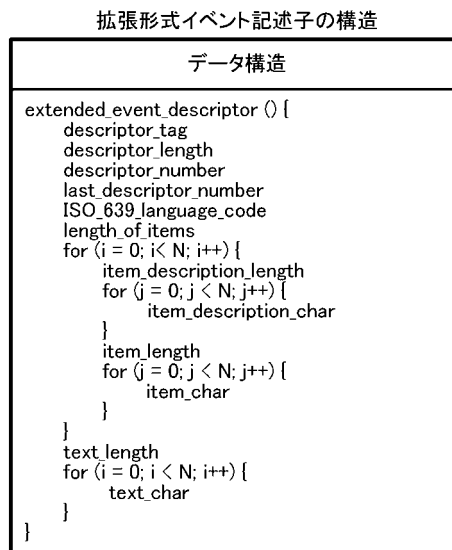 拡張形式イベント記述子の構造
データ構造
extended_event_descriptor () {
descriptor_tag
descriptor_length
descriptor_number
last_descriptor_number
ISO_639_language_code
length_of_items
for (i = 0; i< N; i++) {
item_description_length
for (j = 0; j < N; j++) {
item_description_char
}
item_length
for (j = 0; j < N; j++) {
item_char
}
}
text_length
for (i = 0; i < N; i++) {
text_char
}
}